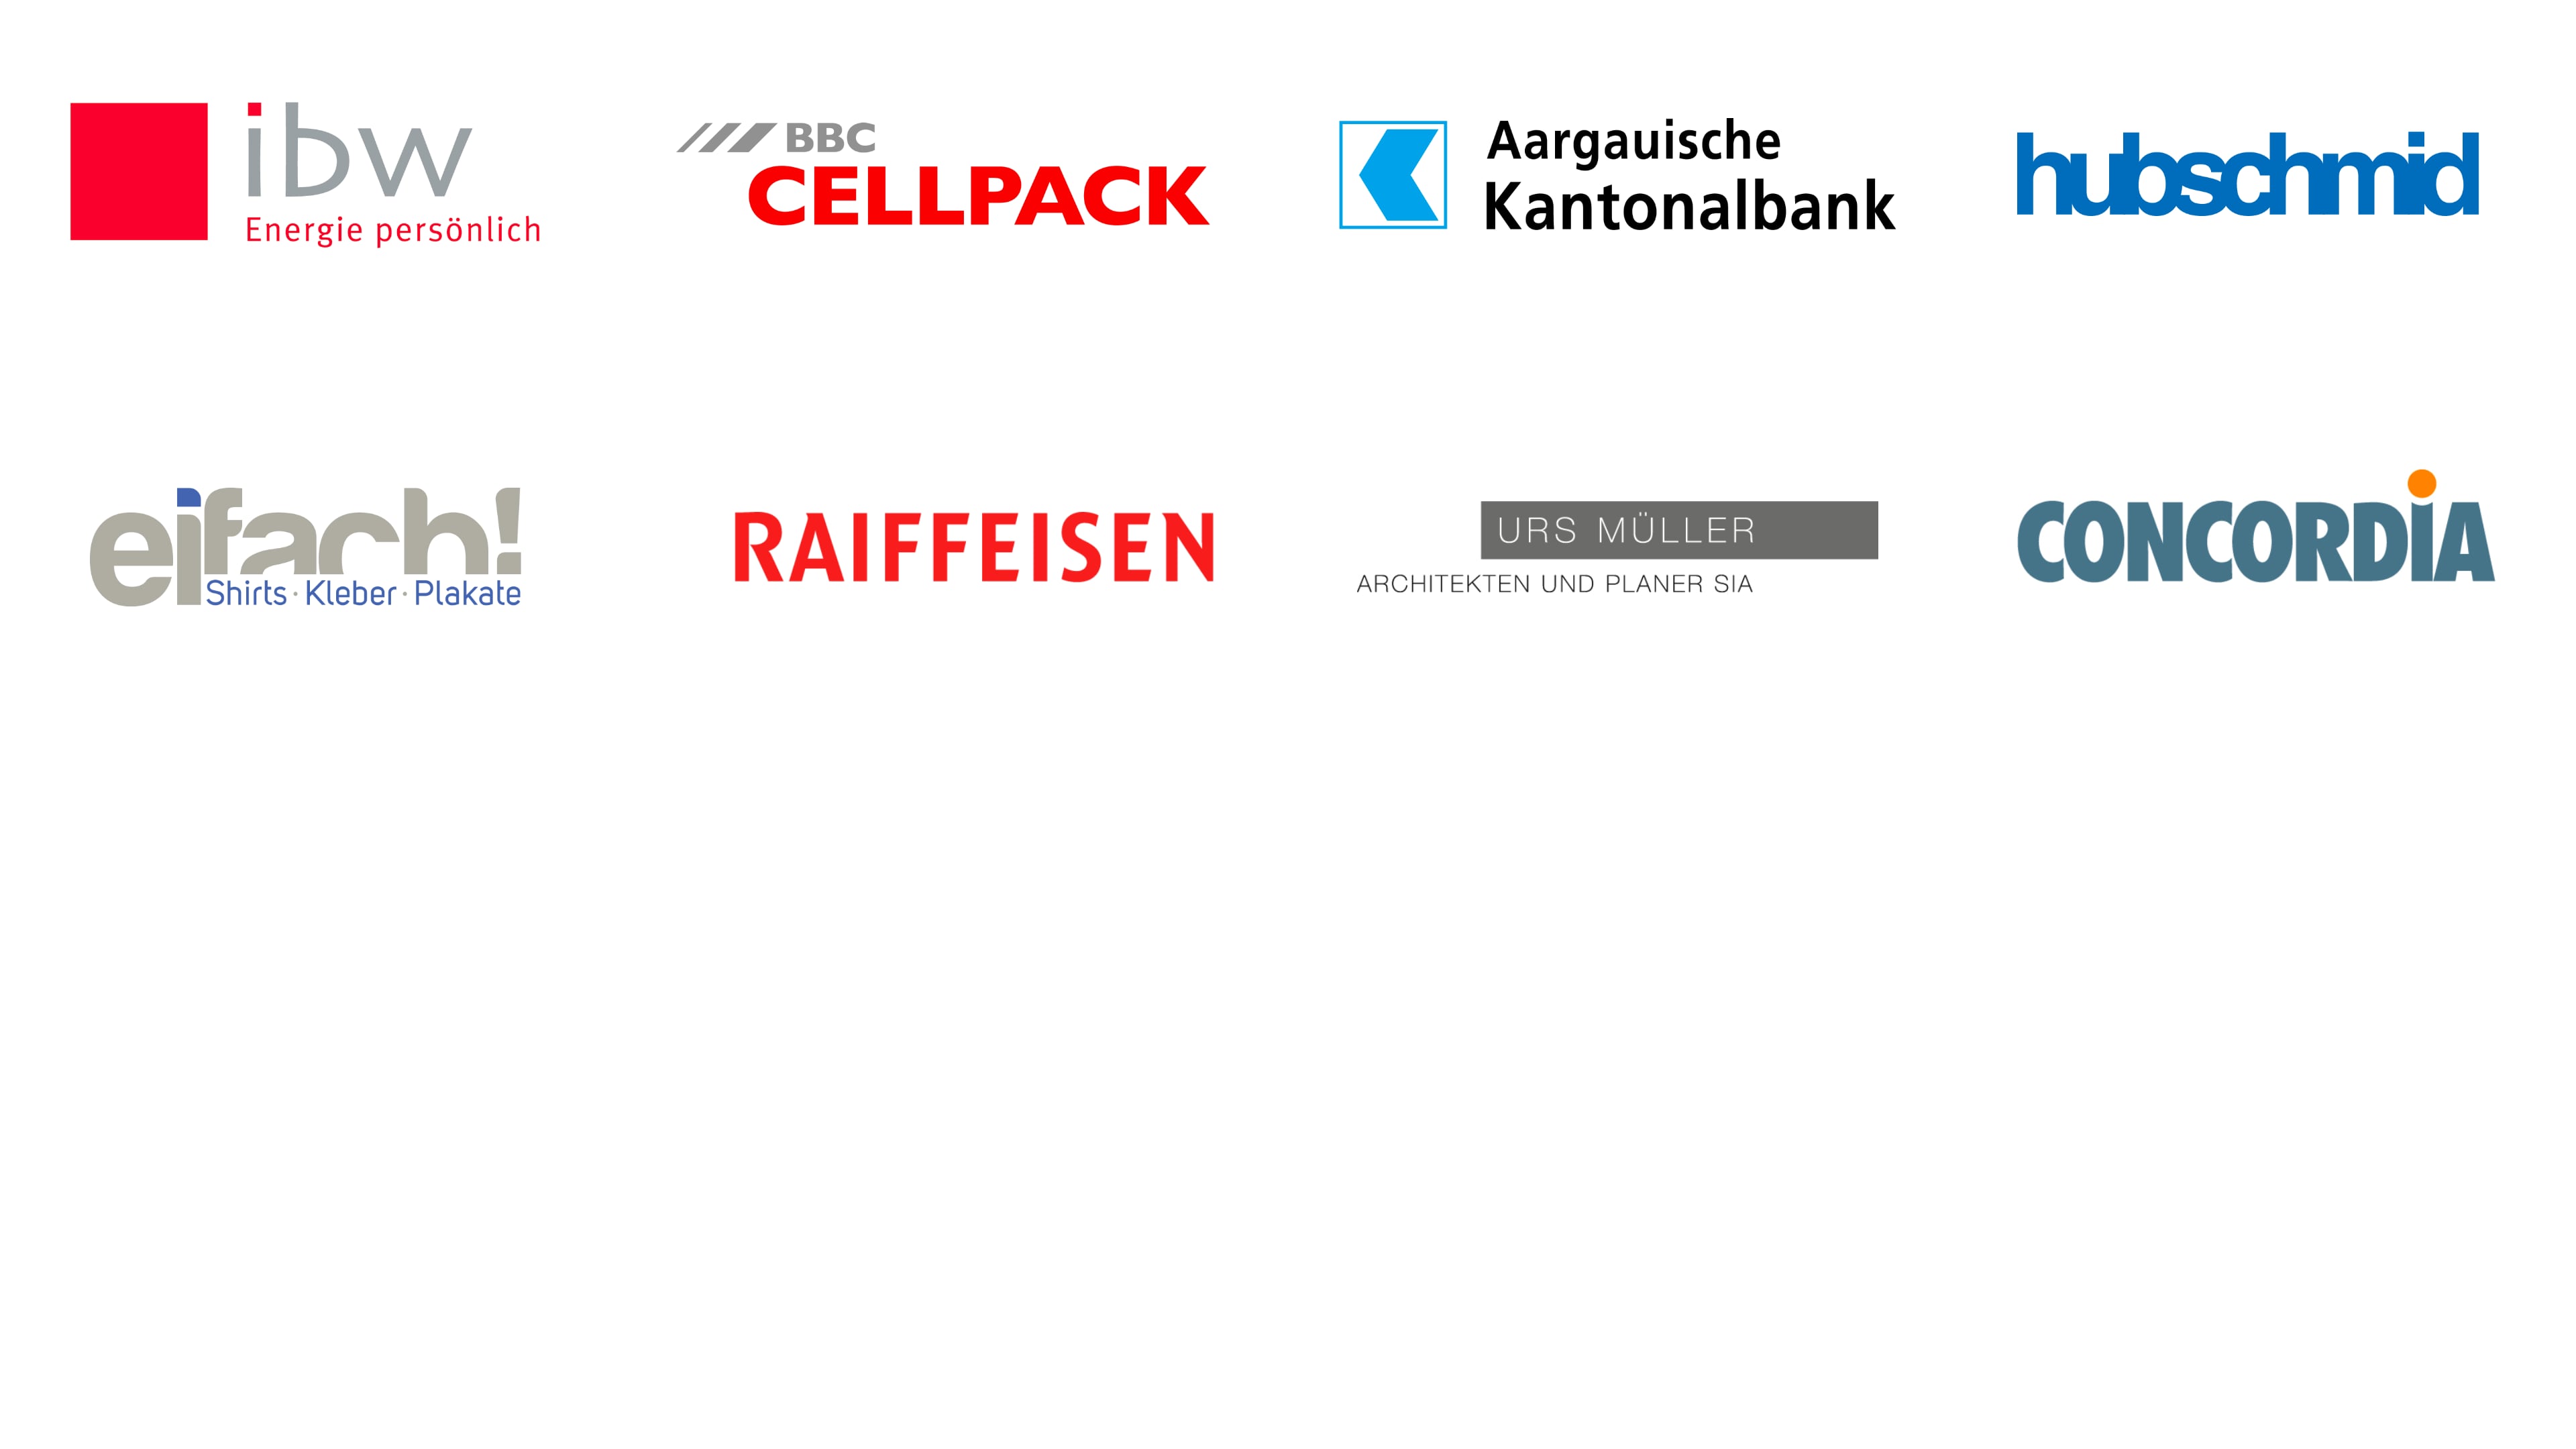 ibw
Energie persönlich
BBC
CELLPACK
Aargauische
Kantonalbank
hubschmid
eifach!
Shirts · Kleber · Plakate
RAIFFEISEN
URS MÜLLER
ARCHITEKTEN UND PLANER SIA
CONCORDIA